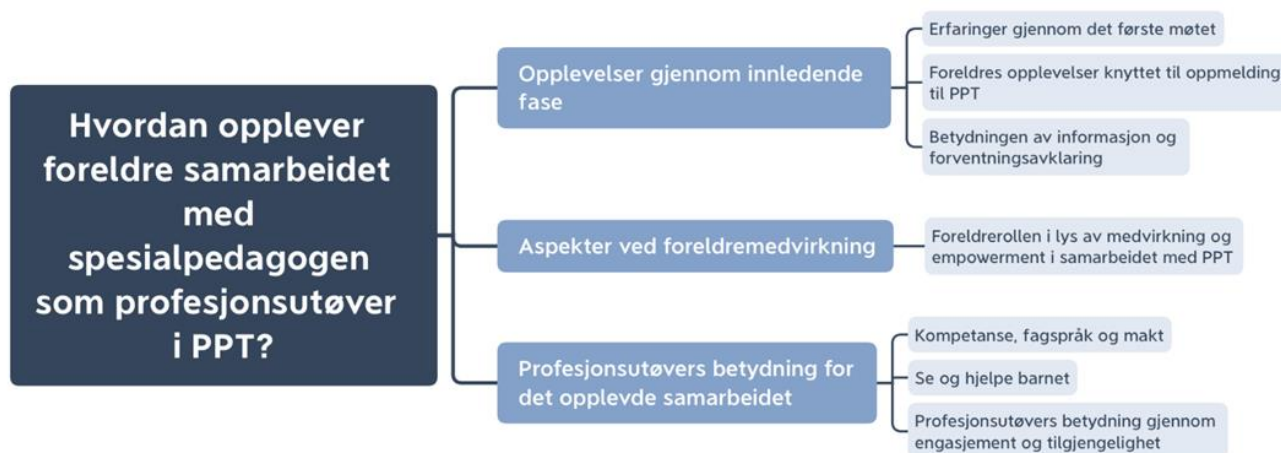 Hvordan opplever
foreldre samarbeidet
med
spesialpedagogen
som profesjonsutøver
i PPT?
Opplevelser gjennom innledende
fase
Erfaringer gjennom det første møtet
Foreldres opplevelser knyttet til oppmelding
til PPT
Betydningen av informasjon og
forventningsavklaring
Aspekter ved foreldremedvirkning
Foreldrerollen i lys av medvirkning og
empowerment i samarbeidet med PPT
Profesjonsutøvers betydning for
det opplevde samarbeidet
Kompetanse, fagspråk og makt
Se og hjelpe barnet
Profesjonsutøvers betydning gjennom
engasjement og tilgjengelighet